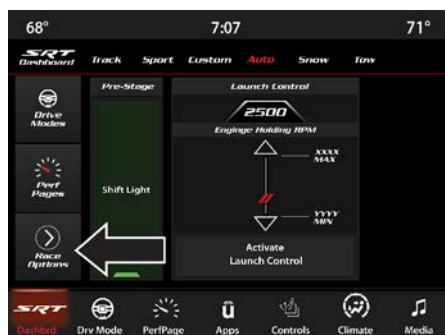 68° 7:07 71°
SRT
Dashboard Track Sport Custom Auto Snow Tow
Pre-Stage Launch Control
2500
Enginge Holding RPM
Drive
Modes
XXXX
MAX
Perf
Pages
Shift Light
YYYY
MIN
Race
Options
Activate
Launch Control
SRT
Dashbrd Drv Mode PerfPage Apps Controls Climate Media